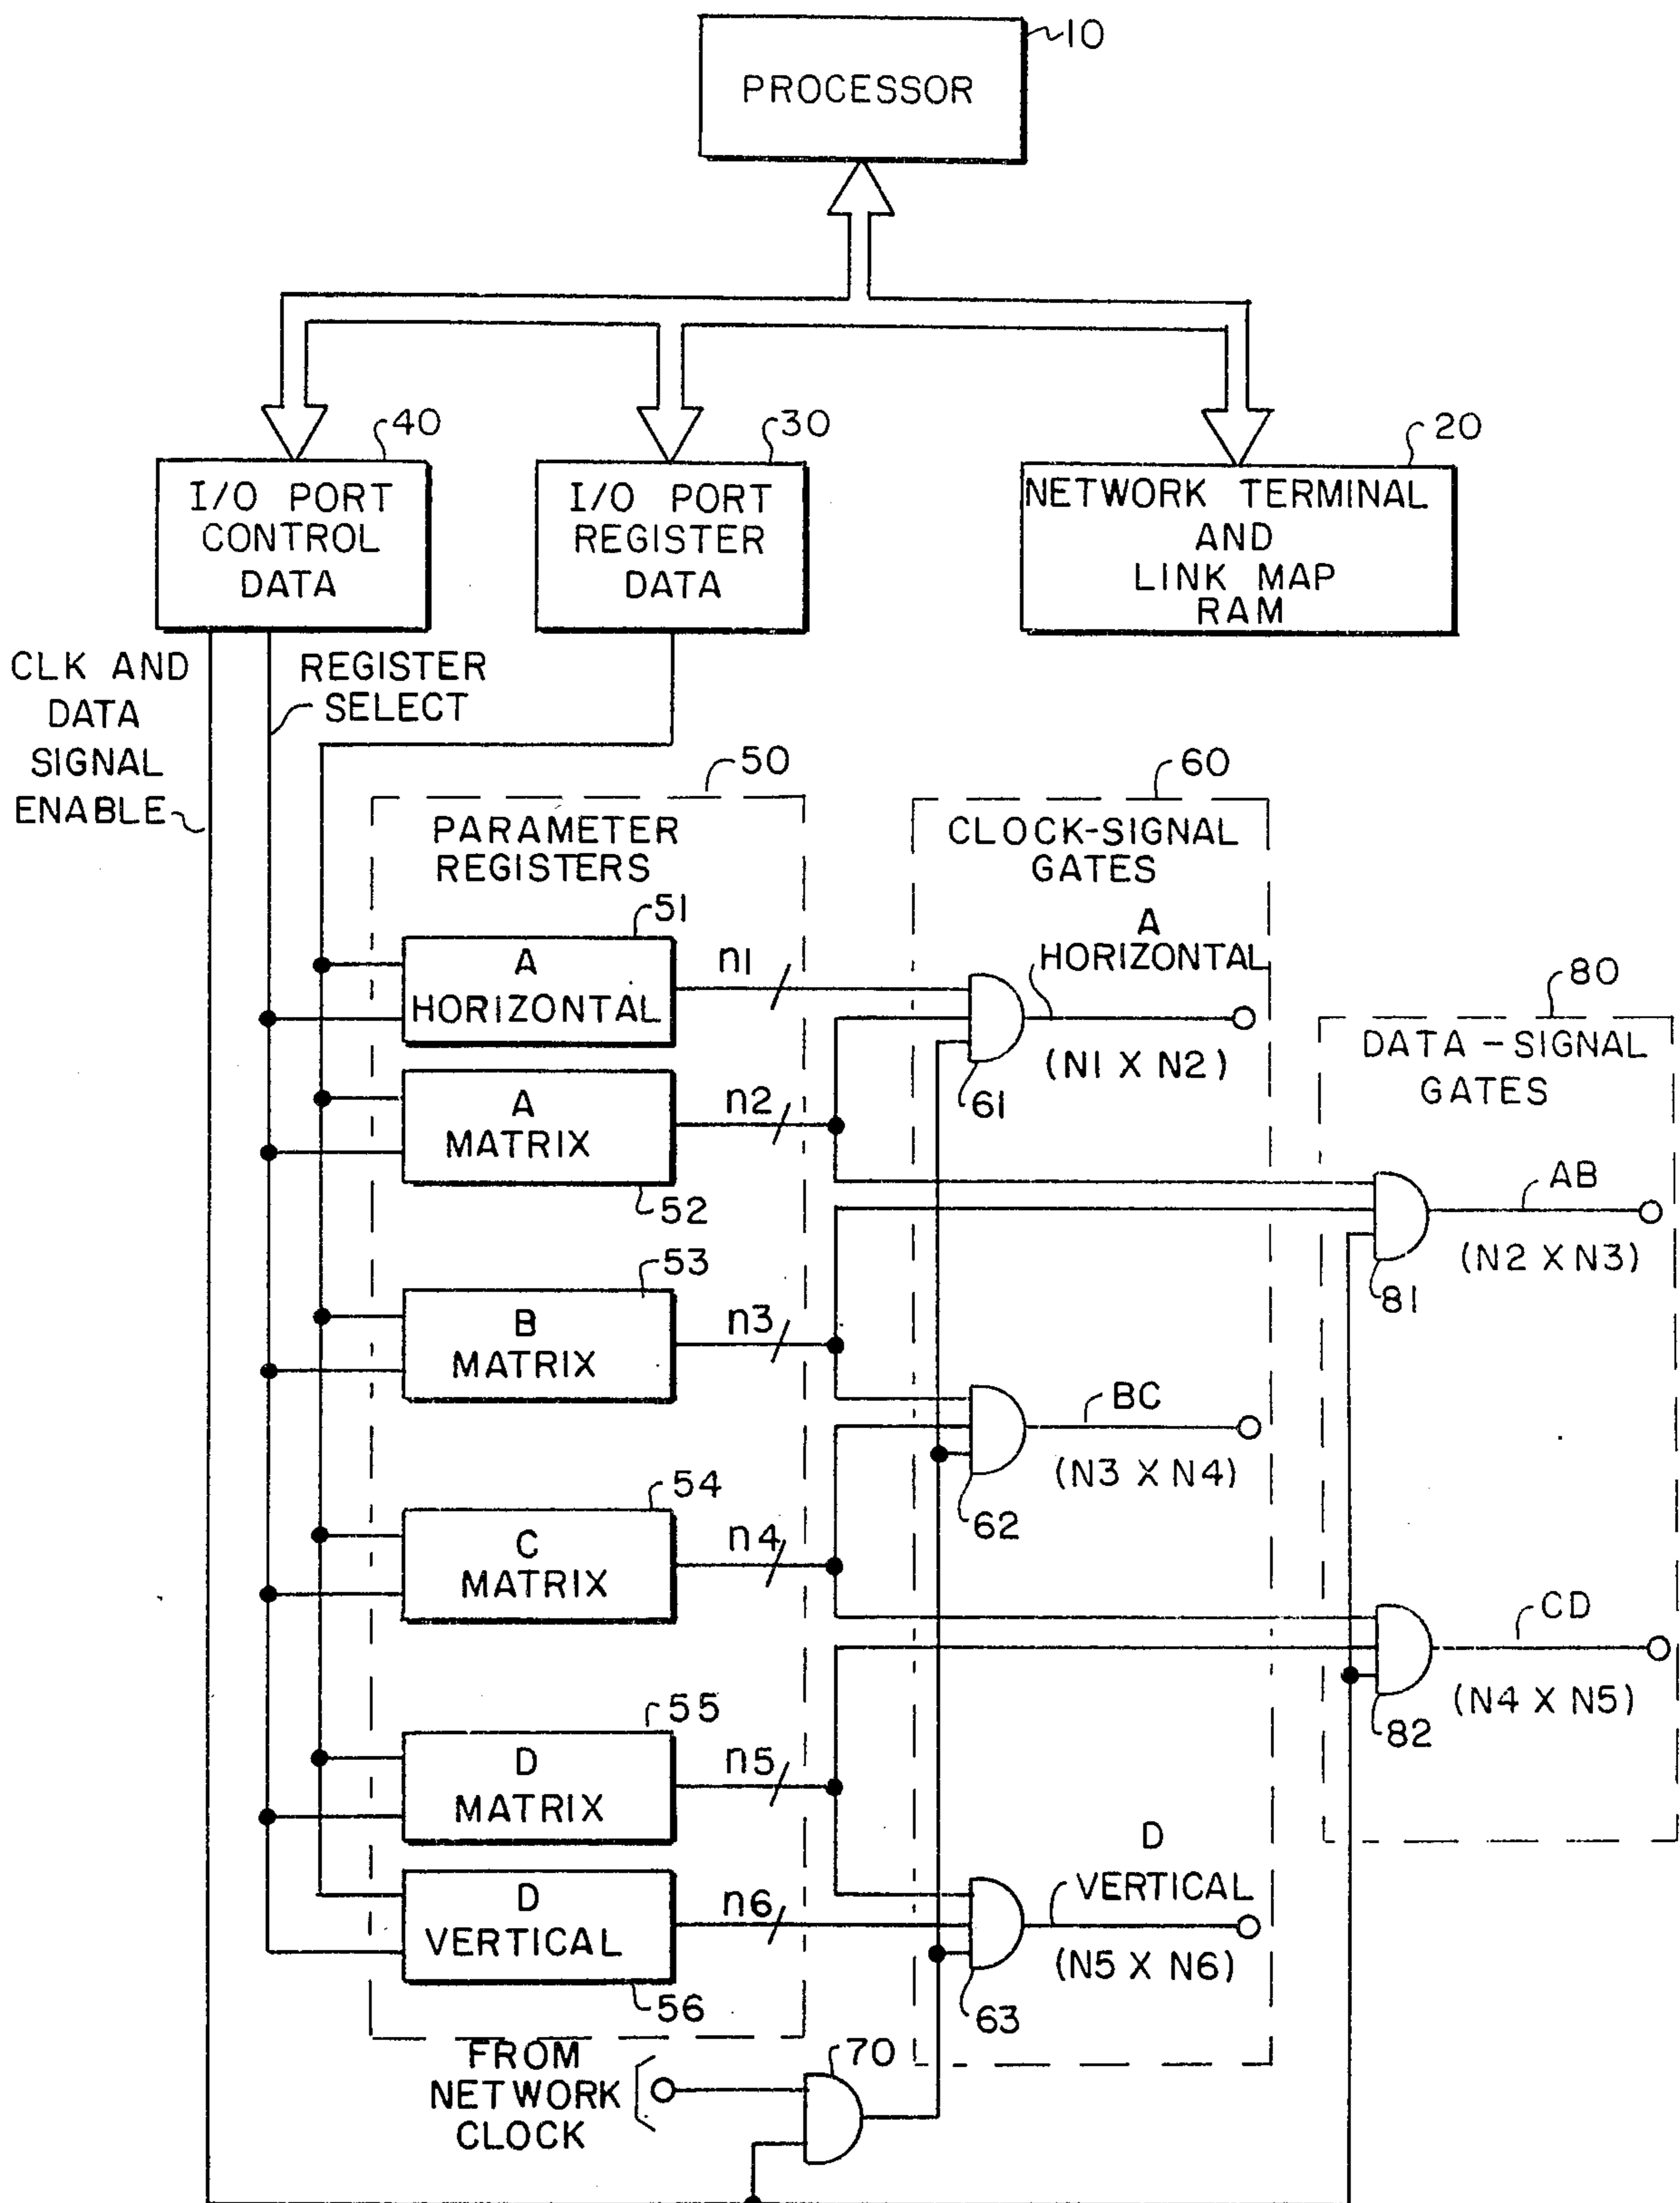 10
PROCESSOR
40
30
20
I/O PORT
CONTROL
DATA
I/O PORT
REGISTER
DATA
NETWORK TERMINAL
AND
LINK MAP
RAM
CLK AND
DATA
SIGNAL
ENABLE
REGISTER
SELECT
50
60
PARAMETER
REGISTERS
CLOCK-SIGNAL
GATES
51
A
HORIZONTAL
n1
A
HORIZONTAL
(N1 X N2)
61
80
DATA-SIGNAL
GATES
A
MATRIX
n2
52
AB
(N2 X N3)
81
53
B
MATRIX
n3
BC
(N3 X N4)
62
54
C
MATRIX
n4
CD
(N4 X N5)
82
55
D
MATRIX
n5
D
VERTICAL
n6
56
D
VERTICAL
(N5 X N6)
63
FROM
NETWORK
CLOCK
70